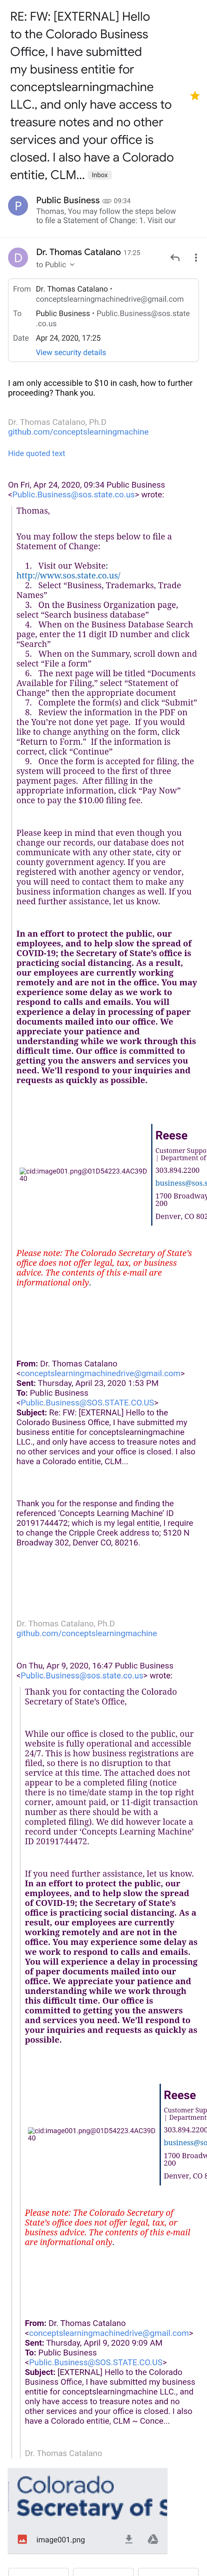 RE: FW: [EXTERNAL] Hello
to the Colorado Business
Office, I have submitted
my business entitie for
conceptslearningmachine
LLC., and only have access to
treasure notes and no other
services and your office is
closed. I also have a Colorado
entitie, CLM... Inbox
P
Public Business 09:34
Thomas, You may follow the steps below
to file a Statement of Change: 1. Visit our
D
Dr. Thomas Catalano 17:25
to Public
From Dr. Thomas Catalano •
conceptslearningmachinedrive@gmail.com
To Public Business • Public.Business@sos.state
.co.us
Date Apr 24, 2020, 17:25
View security details
I am only accessible to $10 in cash, how to further
proceeding? Thank you.
Dr. Thomas Catalano, Ph.D
github.com/conceptslearningmachine
Hide quoted text
On Fri, Apr 24, 2020, 09:34 Public Business
<Public.Business@sos.state.co.us> wrote:
Thomas,
You may follow the steps below to file a
Statement of Change:
1. Visit our Website:
http://www.sos.state.co.us/
2. Select “Business, Trademarks, Trade
Names”
3. On the Business Organization page,
select “Search business database”
4. When on the Business Database Search
page, enter the 11 digit ID number and click
“Search”
5. When on the Summary, scroll down and
select “File a form”
6. The next page will be titled “Documents
Available for Filing,” select “Statement of
Change” then the appropriate document
7. Complete the form(s) and click “Submit”
8. Review the information in the PDF on
the You’re not done yet page. If you would
like to change anything on the form, click
“Return to Form.” If the information is
correct, click “Continue”
9. Once the form is accepted for filing, the
system will proceed to the first of three
payment pages. After filling in the
appropriate information, click “Pay Now”
once to pay the $10.00 filing fee.
Please keep in mind that even though you
change our records, our database does not
communicate with any other state, city or
county government agency. If you are
registered with another agency or vendor,
you will need to contact them to make any
business information changes as well. If you
need further assistance, let us know.
In an effort to protect the public, our
employees, and to help slow the spread of
COVID-19; the Secretary of State’s office is
practicing social distancing. As a result,
our employees are currently working
remotely and are not in the office. You may
experience some delay as we work to
respond to calls and emails. You will
experience a delay in processing of paper
documents mailed into our office. We
appreciate your patience and
understanding while we work through this
difficult time. Our office is committed to
getting you the answers and services you
need. We’ll respond to your inquiries and
requests as quickly as possible.
cid:image001.png@01D54223.4AC39D
40
Reese
Customer Suppo
| Department of
303.894.2200
business@sos.s
1700 Broadway
200
Denver, CO 802
Please note: The Colorado Secretary of State’s
office does not offer legal, tax, or business
advice. The contents of this e-mail are
informational only.
From: Dr. Thomas Catalano
<conceptslearningmachinedrive@gmail.com>
Sent: Thursday, April 23, 2020 1:53 PM
To: Public Business
<Public.Business@SOS.STATE.CO.US>
Subject: Re: FW: [EXTERNAL] Hello to the
Colorado Business Office, I have submitted my
business entitie for conceptslearningmachine
LLC., and only have access to treasure notes and
no other services and your office is closed. I also
have a Colorado entitie, CLM...
Thank you for the response and finding the
referenced 'Concepts Learning Machine' ID
20191744472; which is my legal entitie, I require
to change the Cripple Creek address to; 5120 N
Broadway 302, Denver CO, 80216.
Dr. Thomas Catalano, Ph.D
github.com/conceptslearningmachine
On Thu, Apr 9, 2020, 16:47 Public Business
<Public.Business@sos.state.co.us> wrote:
Thank you for contacting the Colorado
Secretary of State’s Office,
While our office is closed to the public, our
website is fully operational and accessible
24/7. This is how business registrations are
filed, so there is no disruption to that
service at this time. The attached does not
appear to be a completed filing (notice
there is no time/date stamp in the top right
corner, amount paid, or 11-digit transaction
number as there should be with a
completed filing). We did however locate a
record under ‘Concepts Learning Machine’
ID 20191744472.
If you need further assistance, let us know.
In an effort to protect the public, our
employees, and to help slow the spread
of COVID-19; the Secretary of State’s
office is practicing social distancing. As a
result, our employees are currently
working remotely and are not in the
office. You may experience some delay as
we work to respond to calls and emails.
You will experience a delay in processing
of paper documents mailed into our
office. We appreciate your patience and
understanding while we work through
this difficult time. Our office is
committed to getting you the answers
and services you need. We’ll respond to
your inquiries and requests as quickly as
possible.
cid:image001.png@01D54223.4AC39D
40
Reese
Customer Sup
| Department
303.894.2200
business@so
1700 Broadw
200
Denver, CO 8
Please note: The Colorado Secretary of
State’s office does not offer legal, tax, or
business advice. The contents of this e-mail
are informational only.
From: Dr. Thomas Catalano
<conceptslearningmachinedrive@gmail.com>
Sent: Thursday, April 9, 2020 9:09 AM
To: Public Business
<Public.Business@SOS.STATE.CO.US>
Subject: [EXTERNAL] Hello to the Colorado
Business Office, I have submitted my business
entitie for conceptslearningmachine LLC., and
only have access to treasure notes and no other
services and your office is closed. I also
have a Colorado entitie, CLM ~ Conce...
Dr. Thomas Catalano
Colorado
Secretary of S
image001.png